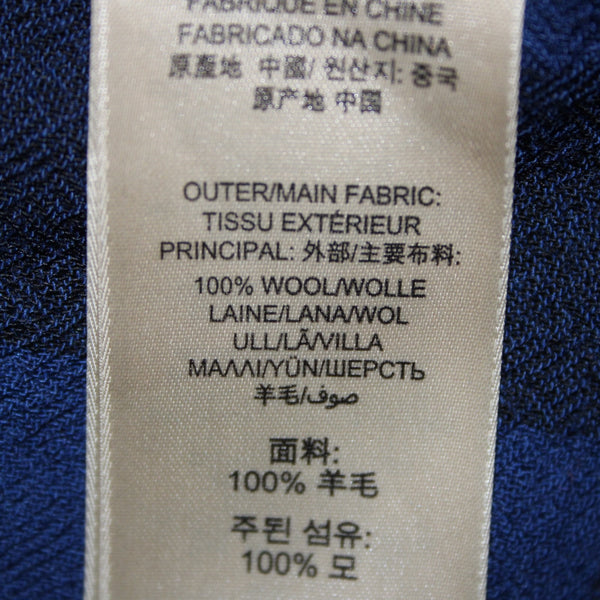 FABRIQUÉ EN CHINE
FABRICADO NA CHINA
原產地 中國/ 원산지: 중국
原产地 中国
OUTER/MAIN FABRIC:
TISSU EXTÉRIEUR
PRINCIPAL: 外部/主要布料:
100% WOOL/WOLLE
LAINE/LANA/WOL
ULL/LÃ/VILLA
ΜΑΛΛΙ/YÜN/ШЕРСТЬ
羊毛/صوف
面料:
100% 羊毛
주된 섬유:
100% 모